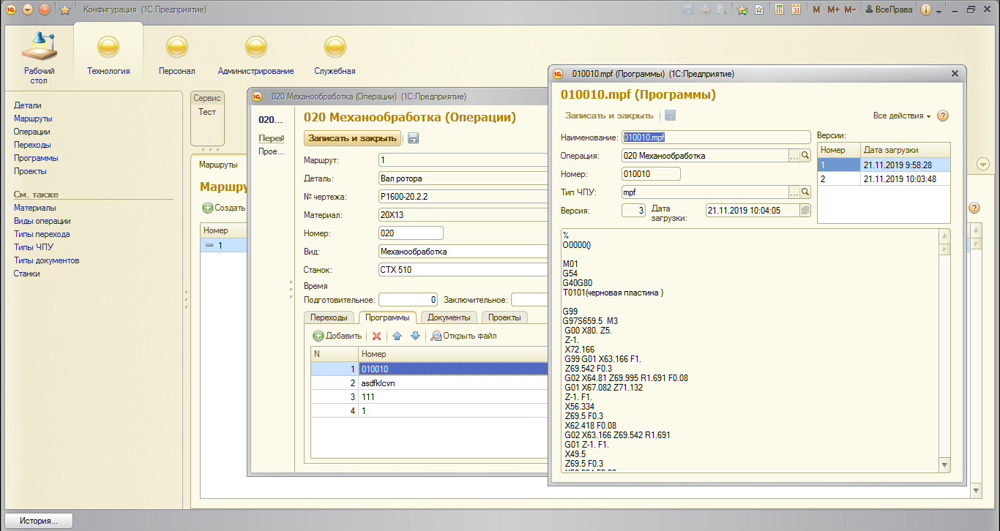 Конфигурация (1С:Предприятие)
31
M M+ M-
ВсеПрава
Рабочий
стол
Технология
Персонал
Администрирование
Служебная
Детали
Маршруты
Операции
Переходы
Программы
Проекты
См. также
Материалы
Виды операции
Типы перехода
Типы ЧПУ
Типы документов
Станки
Сервис
Тест
Маршруты
Маршру
Создать
Номер
1
020 Механообработка (Операции) (1С:Предприятие)
020...
Перей
Прое...
020 Механообработка (Операции)
Записать и закрыть
Маршрут: 1
Деталь: Вал ротора
№ чертежа: Р1600-20.2.2
Материал: 20Х13
Номер: 020
Вид: Механообработка
Станок: CTX 510
Время
Подготовительное: 0 Заключительное:
Переходы Программы Документы Проекты
Добавить Открыть файл
N Номер
1 010010
2 asdfklcvn
3 111
4 1
010010.mpf (Программы) (1С:Предприятие)
010010.mpf (Программы)
Записать и закрыть
Все действия
Наименование: 010010.mpf
Операция: 020 Механообработка ...
Номер: 010010
Тип ЧПУ: mpf ...
Версия: 3 Дата
загрузки: 21.11.2019 10:04:05
Версии:
Номер Дата загрузки
1 21.11.2019 9:58:28
2 21.11.2019 10:03:48
%
O0000()
M01
G54
G40G80
T0101(черновая пластина )
G99
G97S659.5 M3
G00 X80. Z5.
Z-1.
X72.166
G99 G01 X63.166 F1.
Z69.542 F0.3
G02 X64.81 Z69.995 R1.691 F0.08
G01 X67.082 Z71.132
Z-1. F1.
X56.334
Z69.5 F0.3
X62.418 F0.08
G02 X63.166 Z69.542 R1.691
G01 Z-1. F1.
X49.5
Z69.5 F0.3
История...